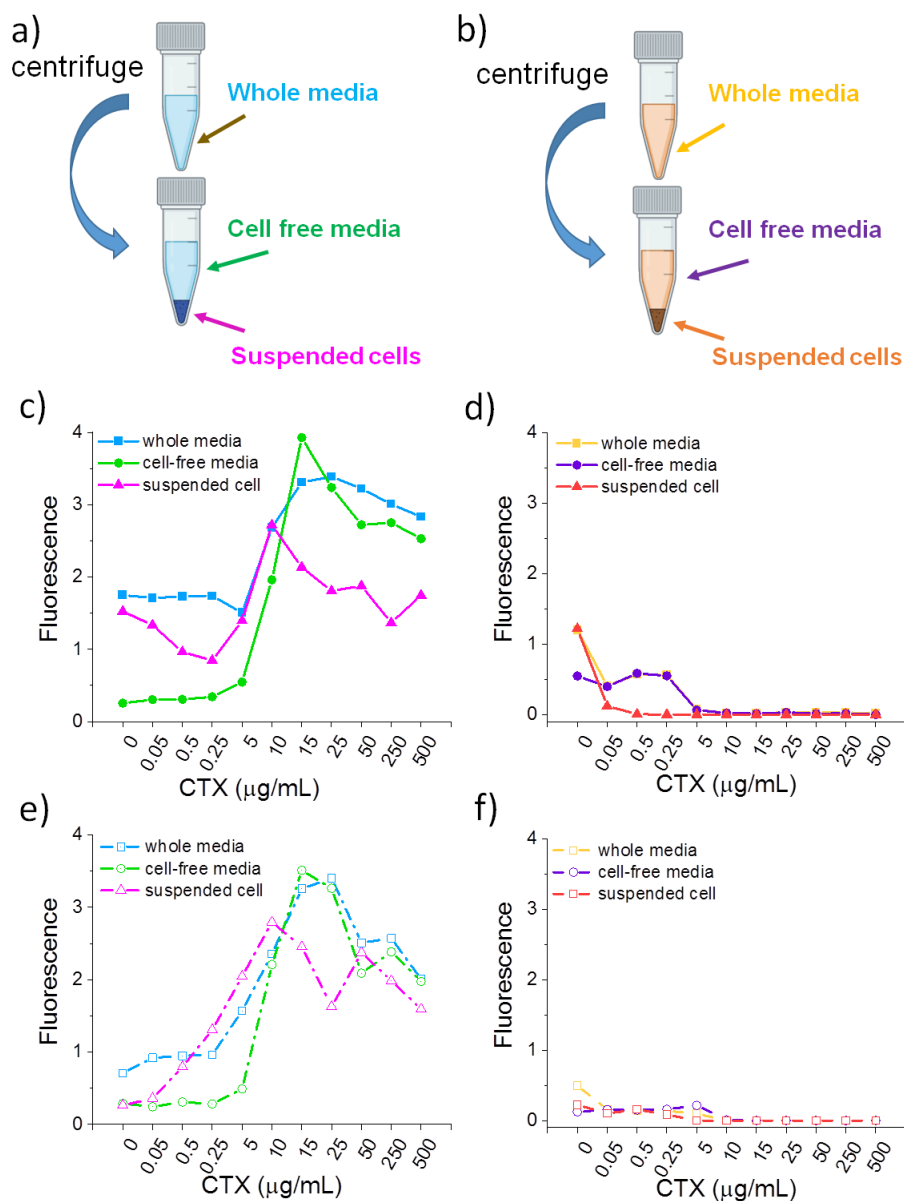 a)
centrifuge
Whole media
Cell free media
Suspended cells
b)
centrifuge
Whole media
Cell free media
Suspended cells
c)
whole media
cell-free media
suspended cell
Fluorescence
4
3
2
1
0
0 0.05 0.5 0.25 5 10 15 25 50 250 500
CTX (μg/mL)
d)
whole media
cell-free media
suspended cell
Fluorescence
4
3
2
1
0
0 0.05 0.5 0.25 5 10 15 25 50 250 500
CTX (μg/mL)
e)
whole media
cell-free media
suspended cell
Fluorescence
4
3
2
1
0
0 0.05 0.5 0.25 5 10 15 25 50 250 500
CTX (μg/mL)
f)
whole media
cell-free media
suspended cell
Fluorescence
4
3
2
1
0
0 0.05 0.5 0.25 5 10 15 25 50 250 500
CTX (μg/mL)